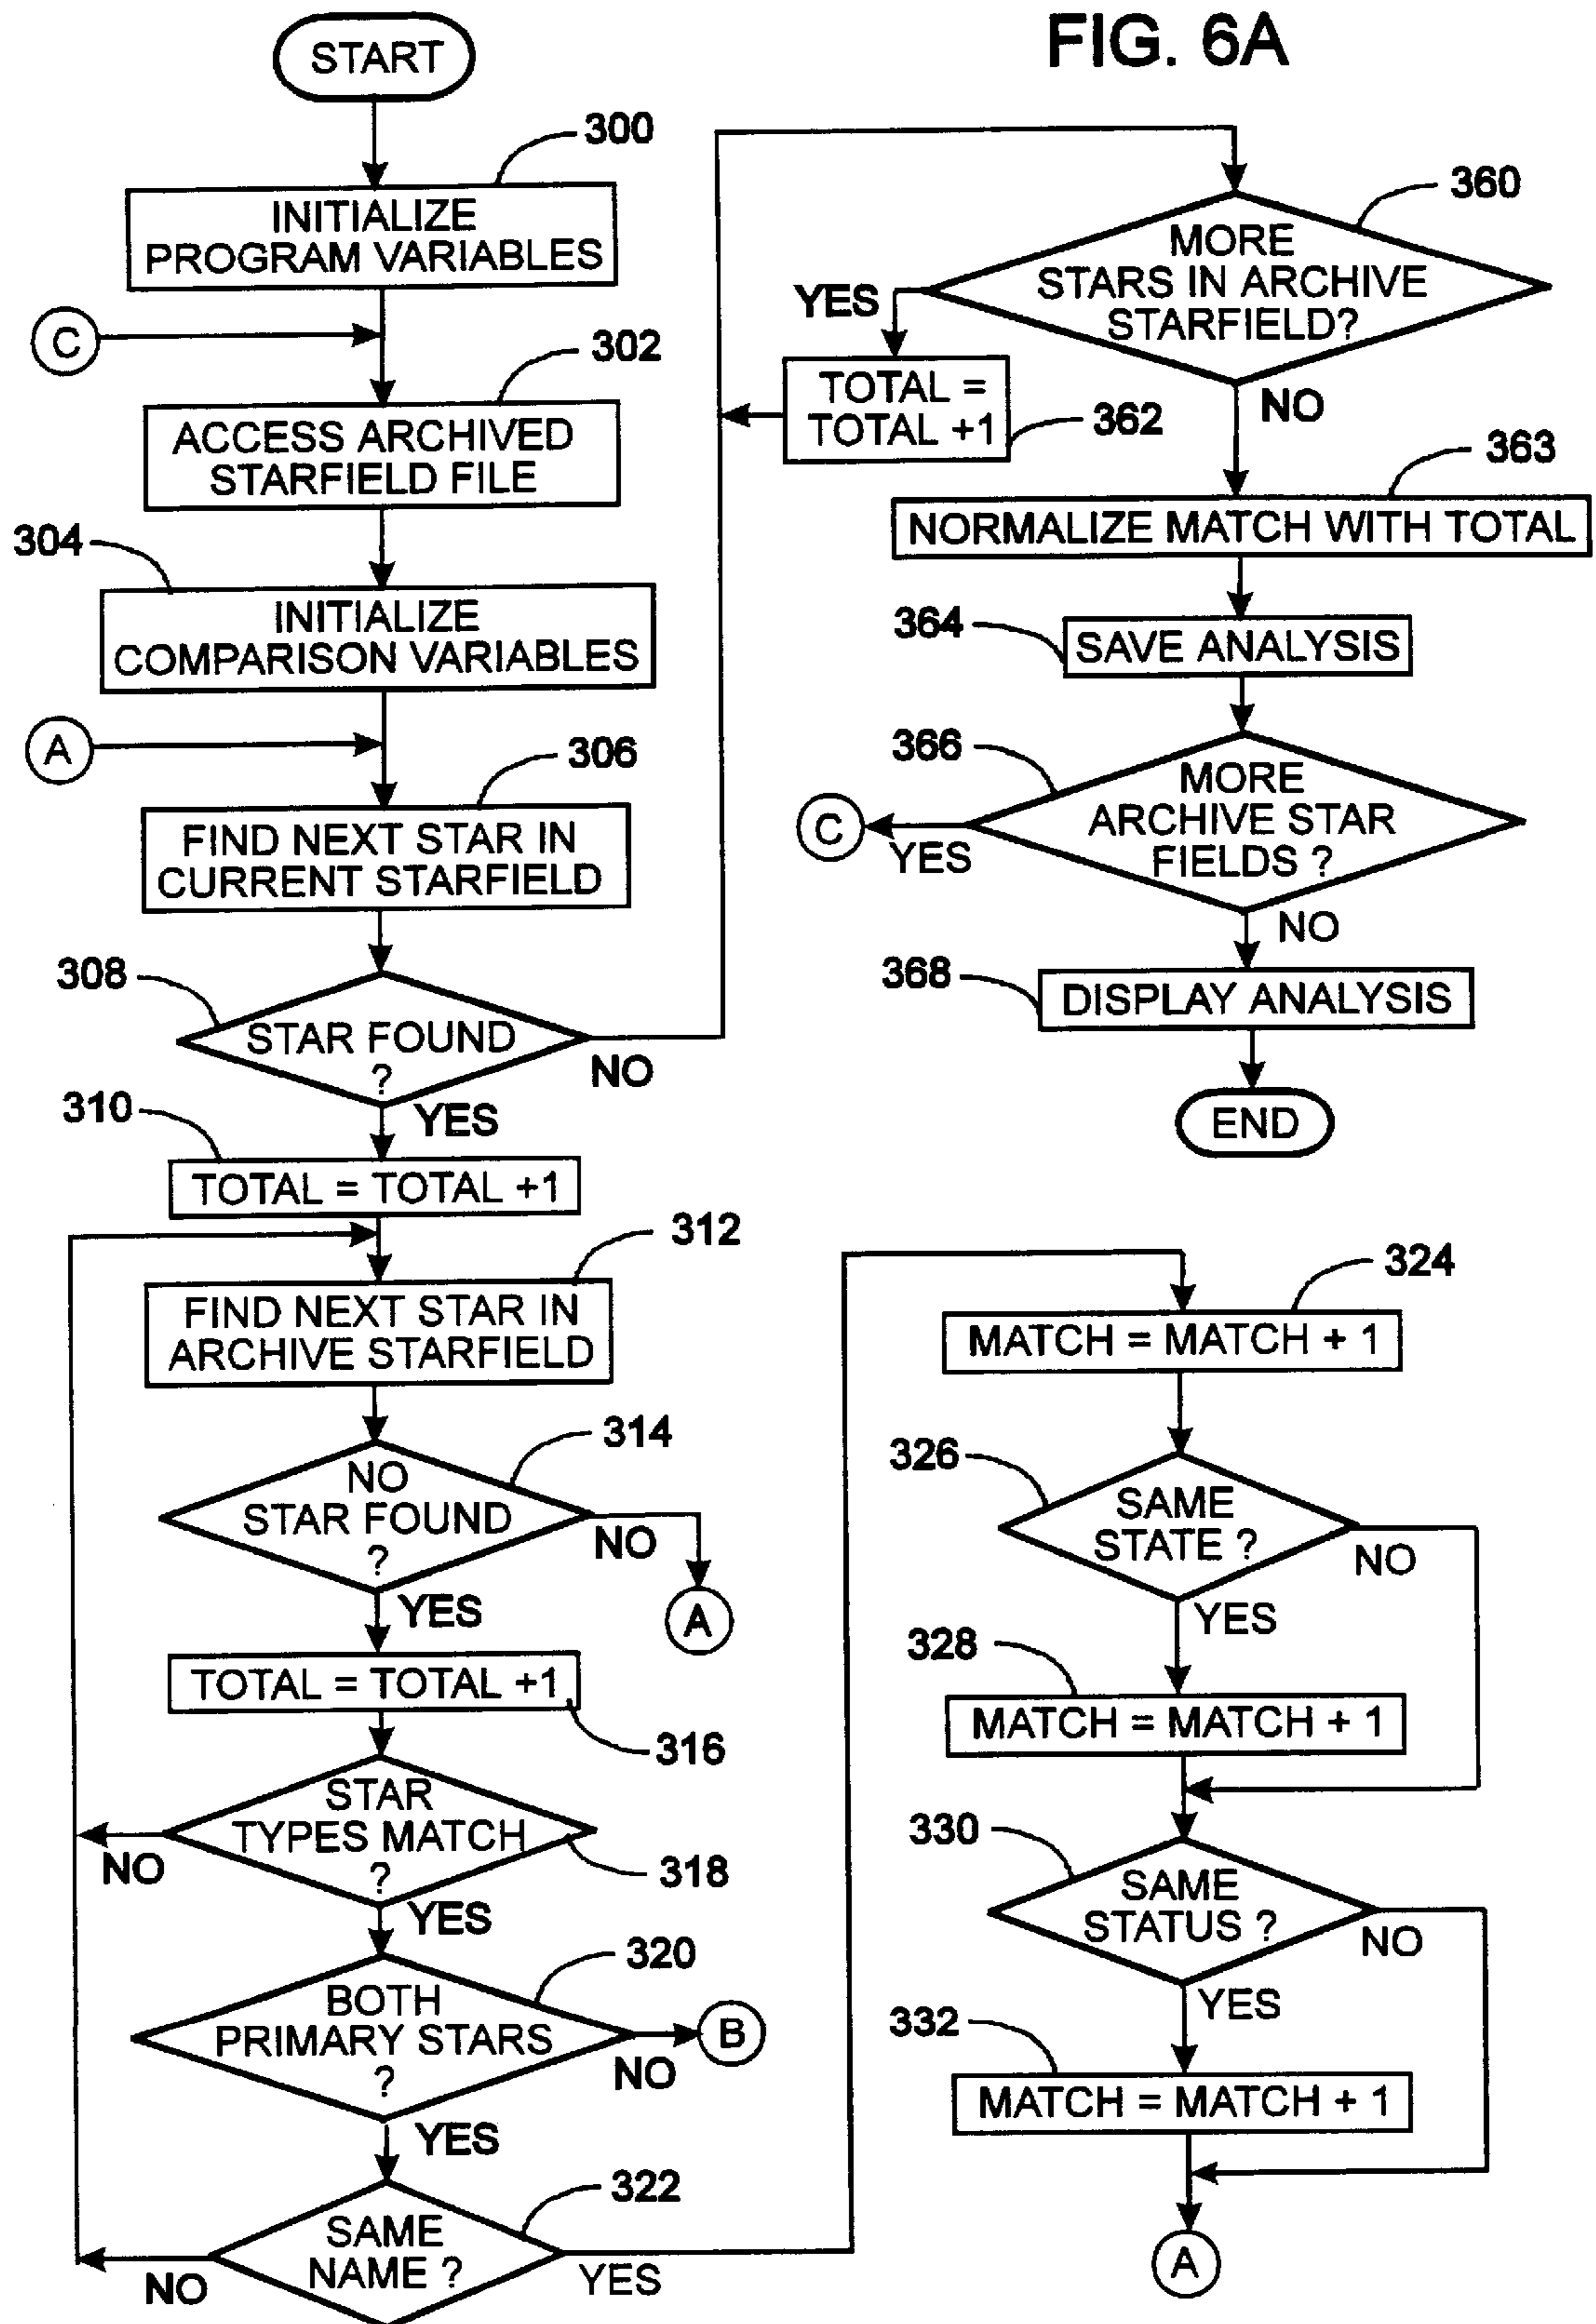 FIG. 6A
START
300
INITIALIZE
PROGRAM VARIABLES
C
302
ACCESS ARCHIVED
STARFIELD FILE
304
INITIALIZE
COMPARISON VARIABLES
A
306
FIND NEXT STAR IN
CURRENT STARFIELD
308
STAR FOUND
?
NO
YES
310
TOTAL = TOTAL +1
312
FIND NEXT STAR IN
ARCHIVE STARFIELD
314
NO
STAR FOUND
?
NO
A
YES
TOTAL = TOTAL +1
316
STAR
TYPES MATCH
?
318
NO
YES
320
BOTH
PRIMARY STARS
?
NO
B
YES
322
SAME
NAME ?
NO
YES
360
MORE
STARS IN ARCHIVE
STARFIELD?
YES
TOTAL =
TOTAL +1
362
NO
363
NORMALIZE MATCH WITH TOTAL
364
SAVE ANALYSIS
366
MORE
ARCHIVE STAR
FIELDS ?
C
YES
NO
368
DISPLAY ANALYSIS
END
324
MATCH = MATCH + 1
326
SAME
STATE ?
NO
YES
328
MATCH = MATCH + 1
330
SAME
STATUS ?
NO
YES
332
MATCH = MATCH + 1
A